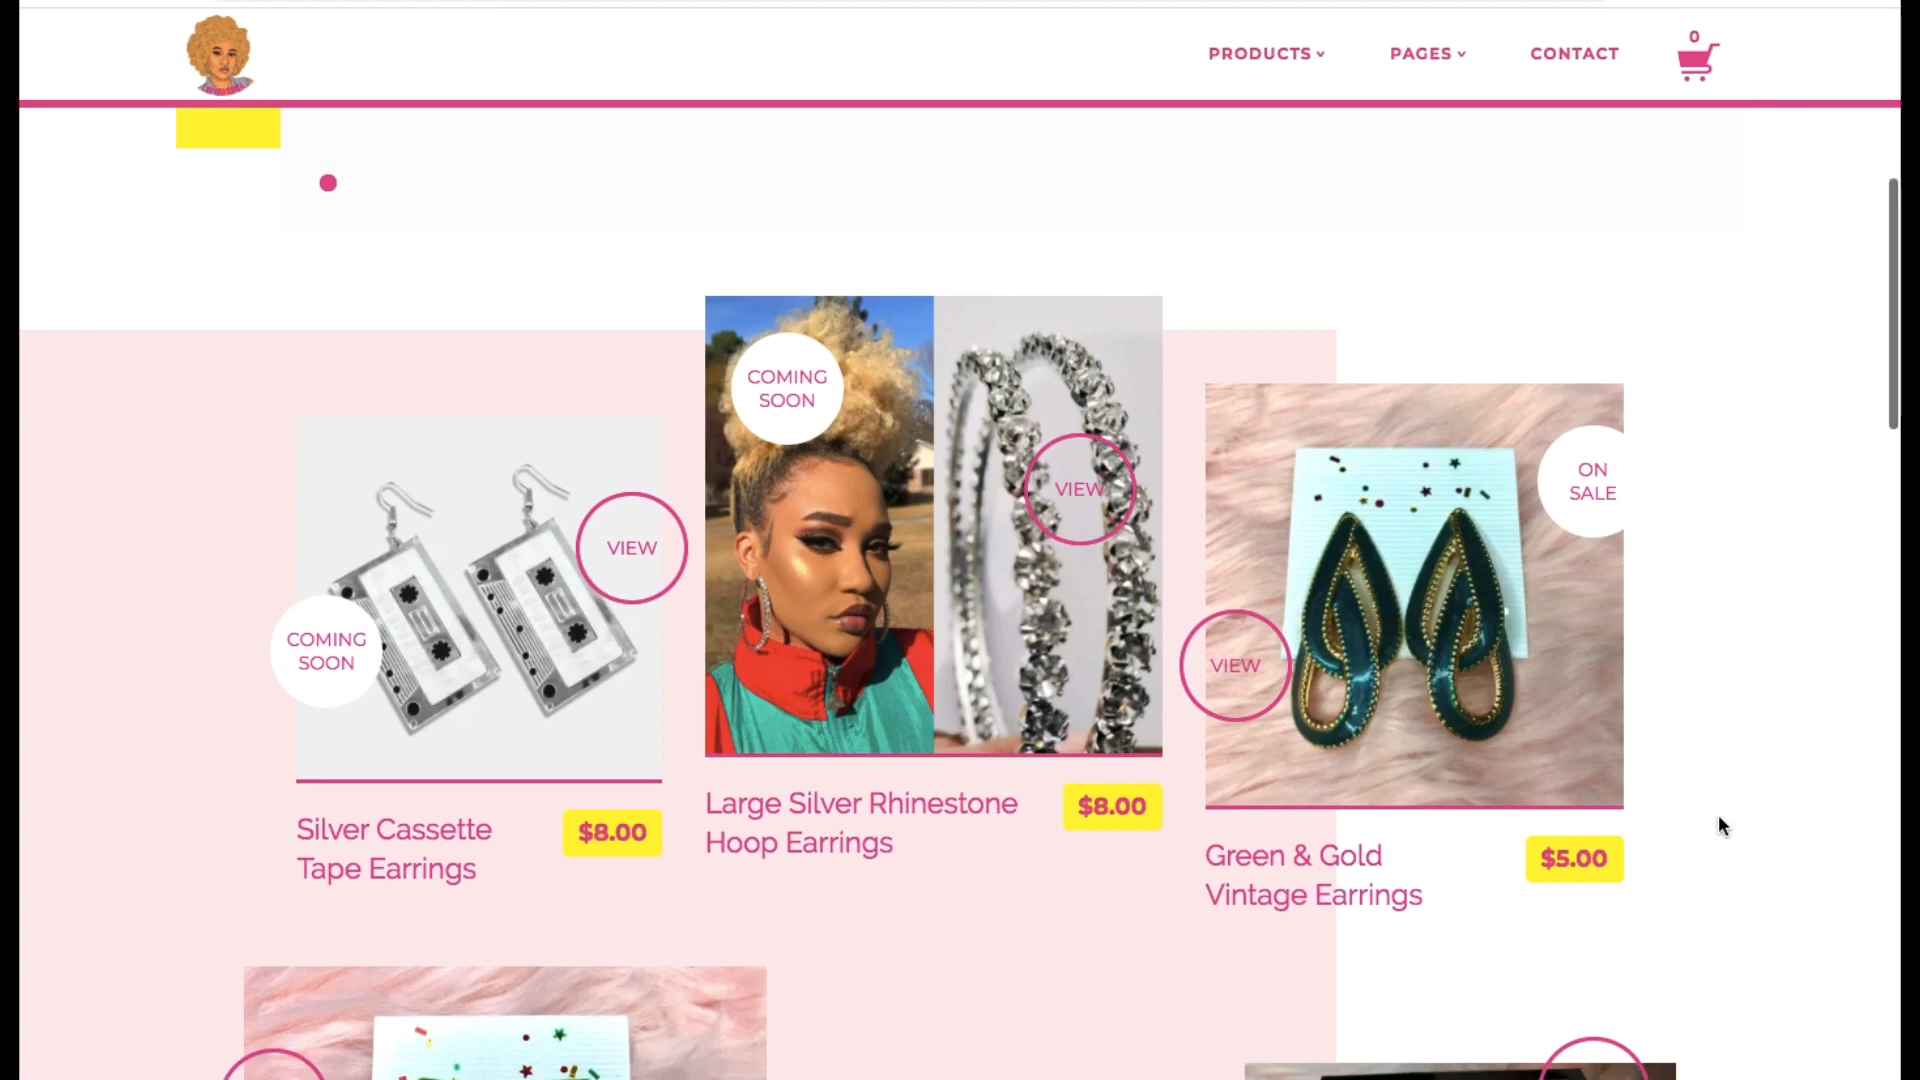 PRODUCTS
PAGES
CONTACT
0
COMING
SOON
VIEW
COMING
SOON
VIEW
ON
SALE
VIEW
Silver Cassette
Tape Earrings
$8.00
Large Silver Rhinestone
Hoop Earrings
$8.00
Green & Gold
Vintage Earrings
$5.00